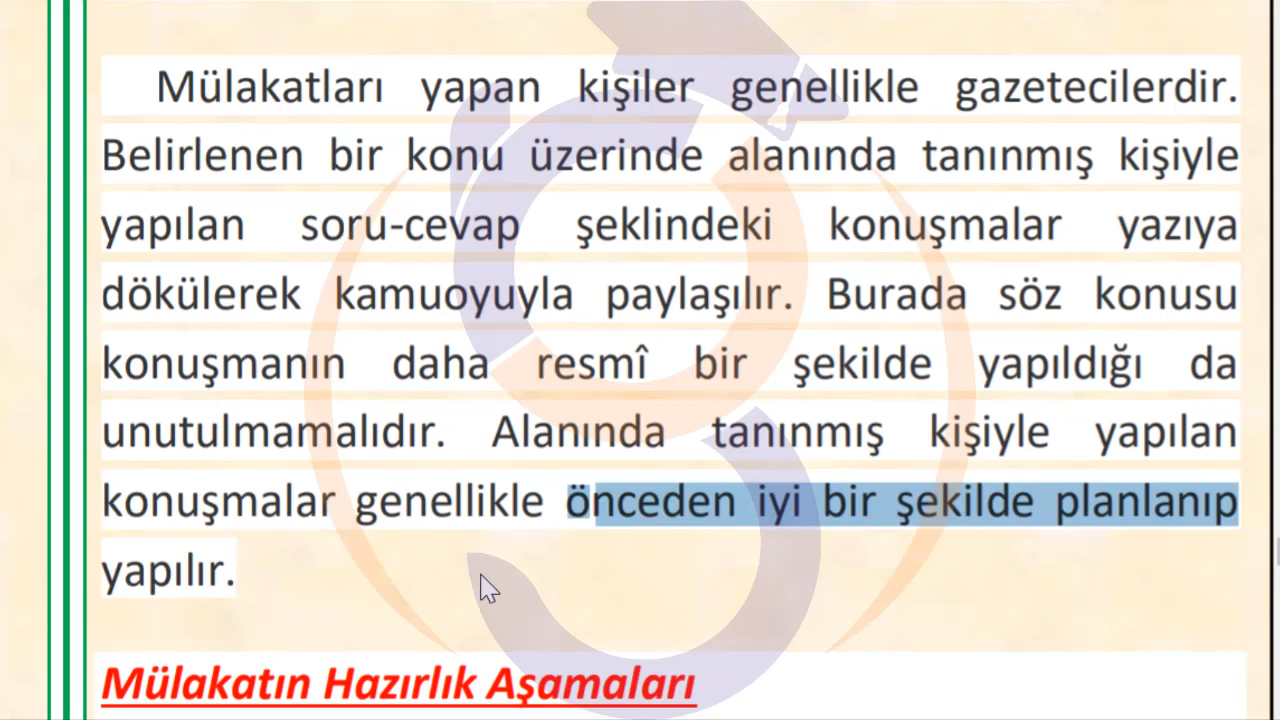 Mülakatları yapan kişiler genellikle gazetecilerdir.
Belirlenen bir konu üzerinde alanında tanınmış kişiyle
yapılan soru-cevap şeklindeki konuşmalar yazıya
dökülerek kamuoyuyla paylaşılır. Burada söz konusu
konuşmanın daha resmî bir şekilde yapıldığı da
unutulmamalıdır. Alanında tanınmış kişiyle yapılan
konuşmalar genellikle önceden iyi bir şekilde planlanıp
yapılır.
Mülakatın Hazırlık Aşamaları